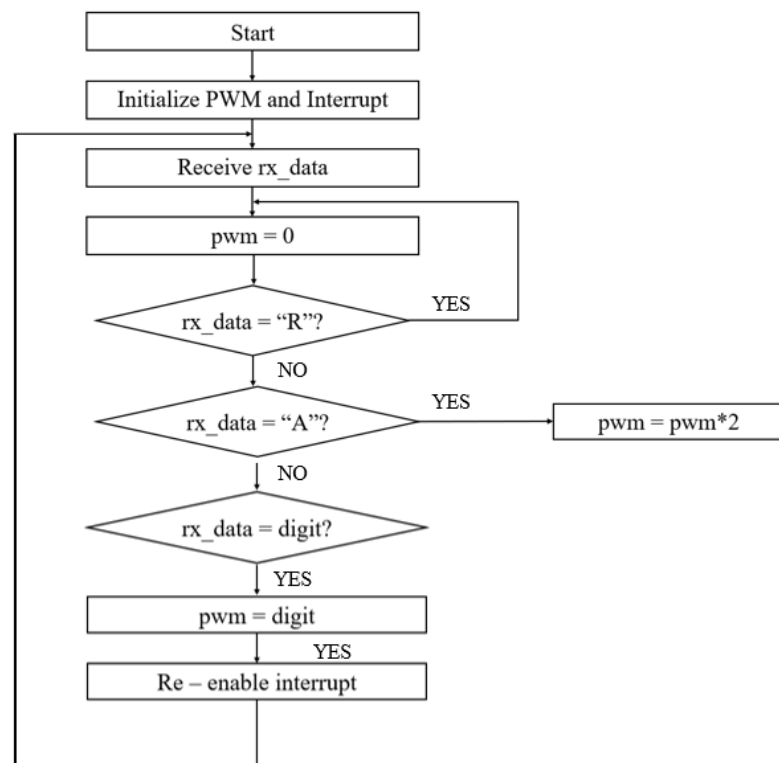 Start
Initialize PWM and Interrupt
Receive rx_data
pwm = 0
YES
rx_data = “R”?
NO
YES
rx_data = “A”?
pwm = pwm*2
NO
rx_data = digit?
YES
pwm = digit
YES
Re – enable interrupt